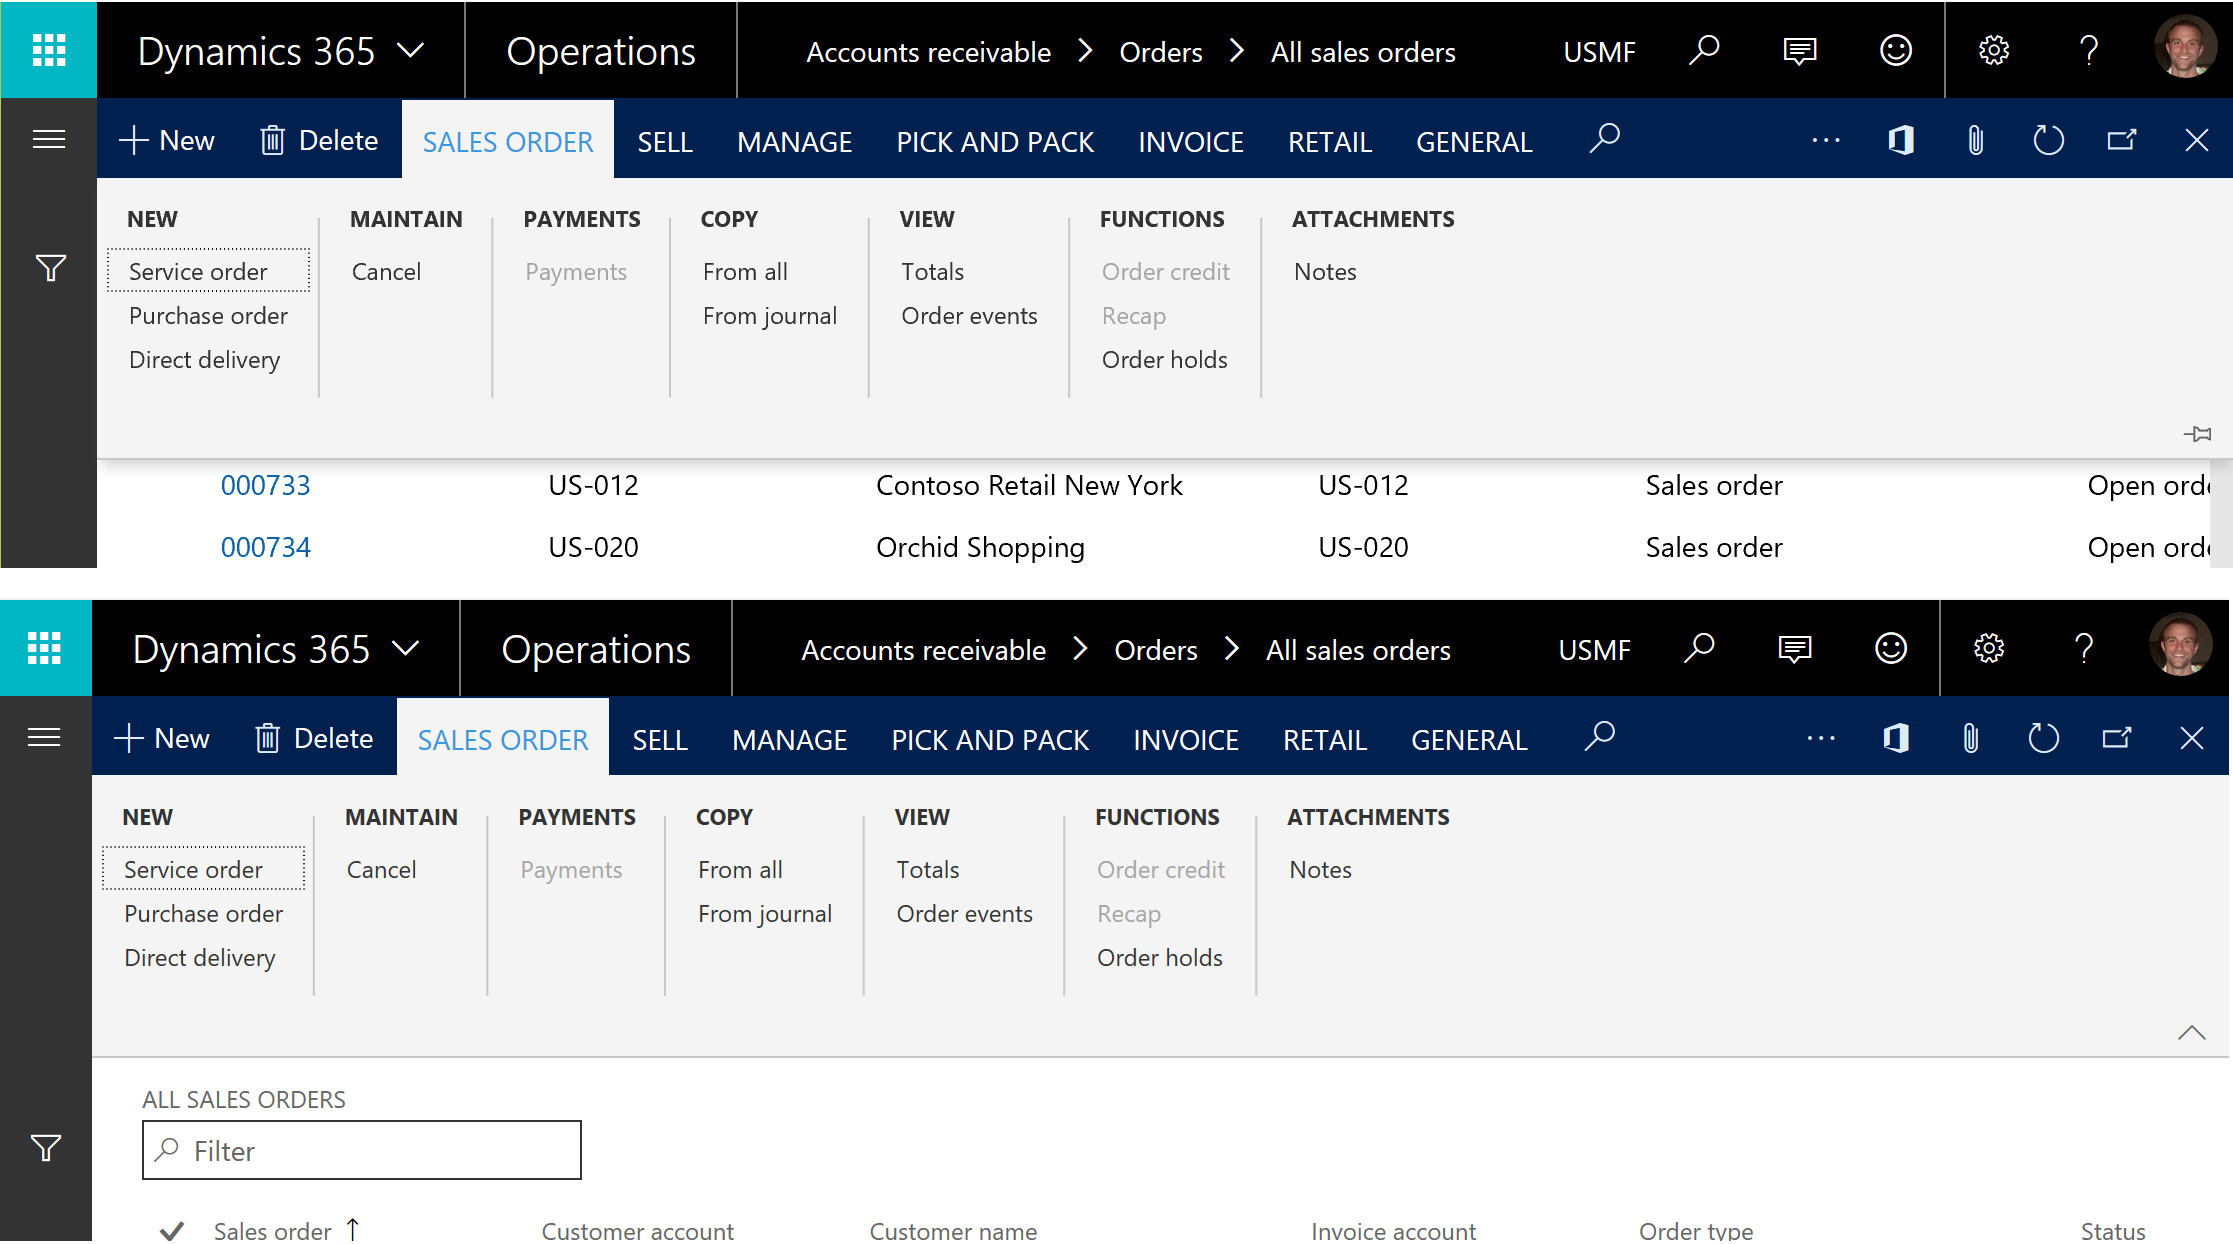 Dynamics 365 Operations Accounts receivable > Orders > All sales orders USMF
New Delete SALES ORDER SELL MANAGE PICK AND PACK INVOICE RETAIL GENERAL ...
NEW MAINTAIN PAYMENTS COPY VIEW FUNCTIONS ATTACHMENTS
Service order Cancel Payments From all Totals Order credit Notes
Purchase order From journal Order events Recap
Direct delivery Order holds
000733 US-012 Contoso Retail New York US-012 Sales order Open
000734 US-020 Orchid Shopping US-020 Sales order Open
Dynamics 365 Operations Accounts receivable > Orders > All sales orders USMF
New Delete SALES ORDER SELL MANAGE PICK AND PACK INVOICE RETAIL GENERAL ...
NEW MAINTAIN PAYMENTS COPY VIEW FUNCTIONS ATTACHMENTS
Service order Cancel Payments From all Totals Order credit Notes
Purchase order From journal Order events Recap
Direct delivery Order holds
ALL SALES ORDERS
Filter
Sales order ↑ Customer account Customer name Invoice account Order type Status